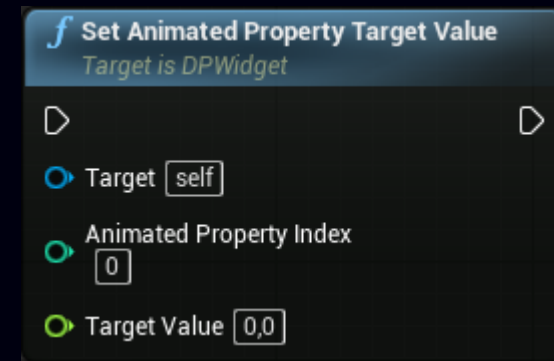 f Set Animated Property Target Value
Target is DPWidget
Target self
Animated Property Index
0
Target Value 0,0